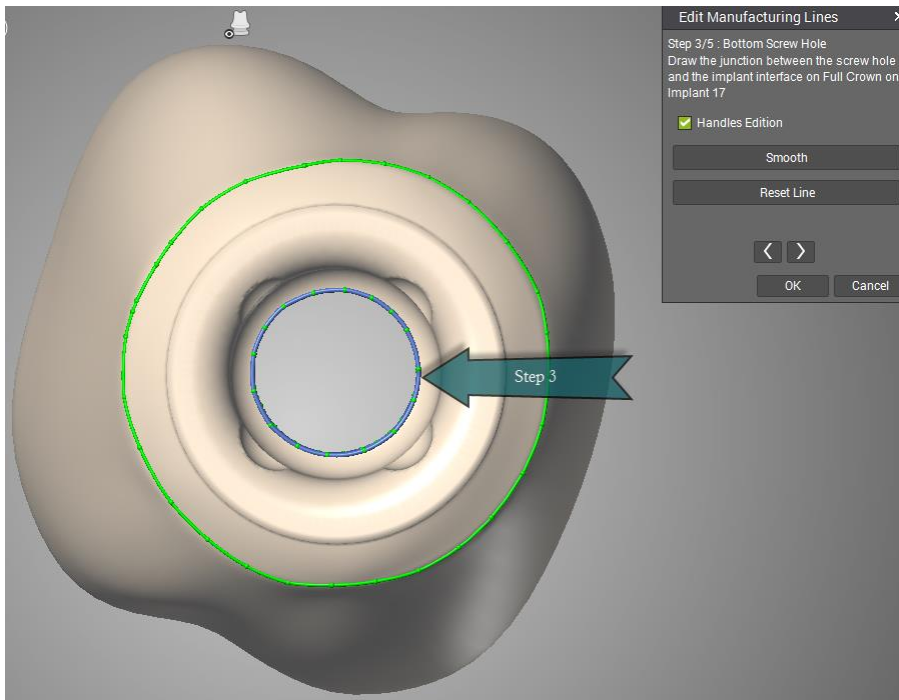 Edit Manufacturing Lines
Step 3/5 : Bottom Screw Hole
Draw the junction between the screw hole
and the implant interface on Full Crown on
Implant 17
Handles Edition
Smooth
Reset Line
OK Cancel
Step 3